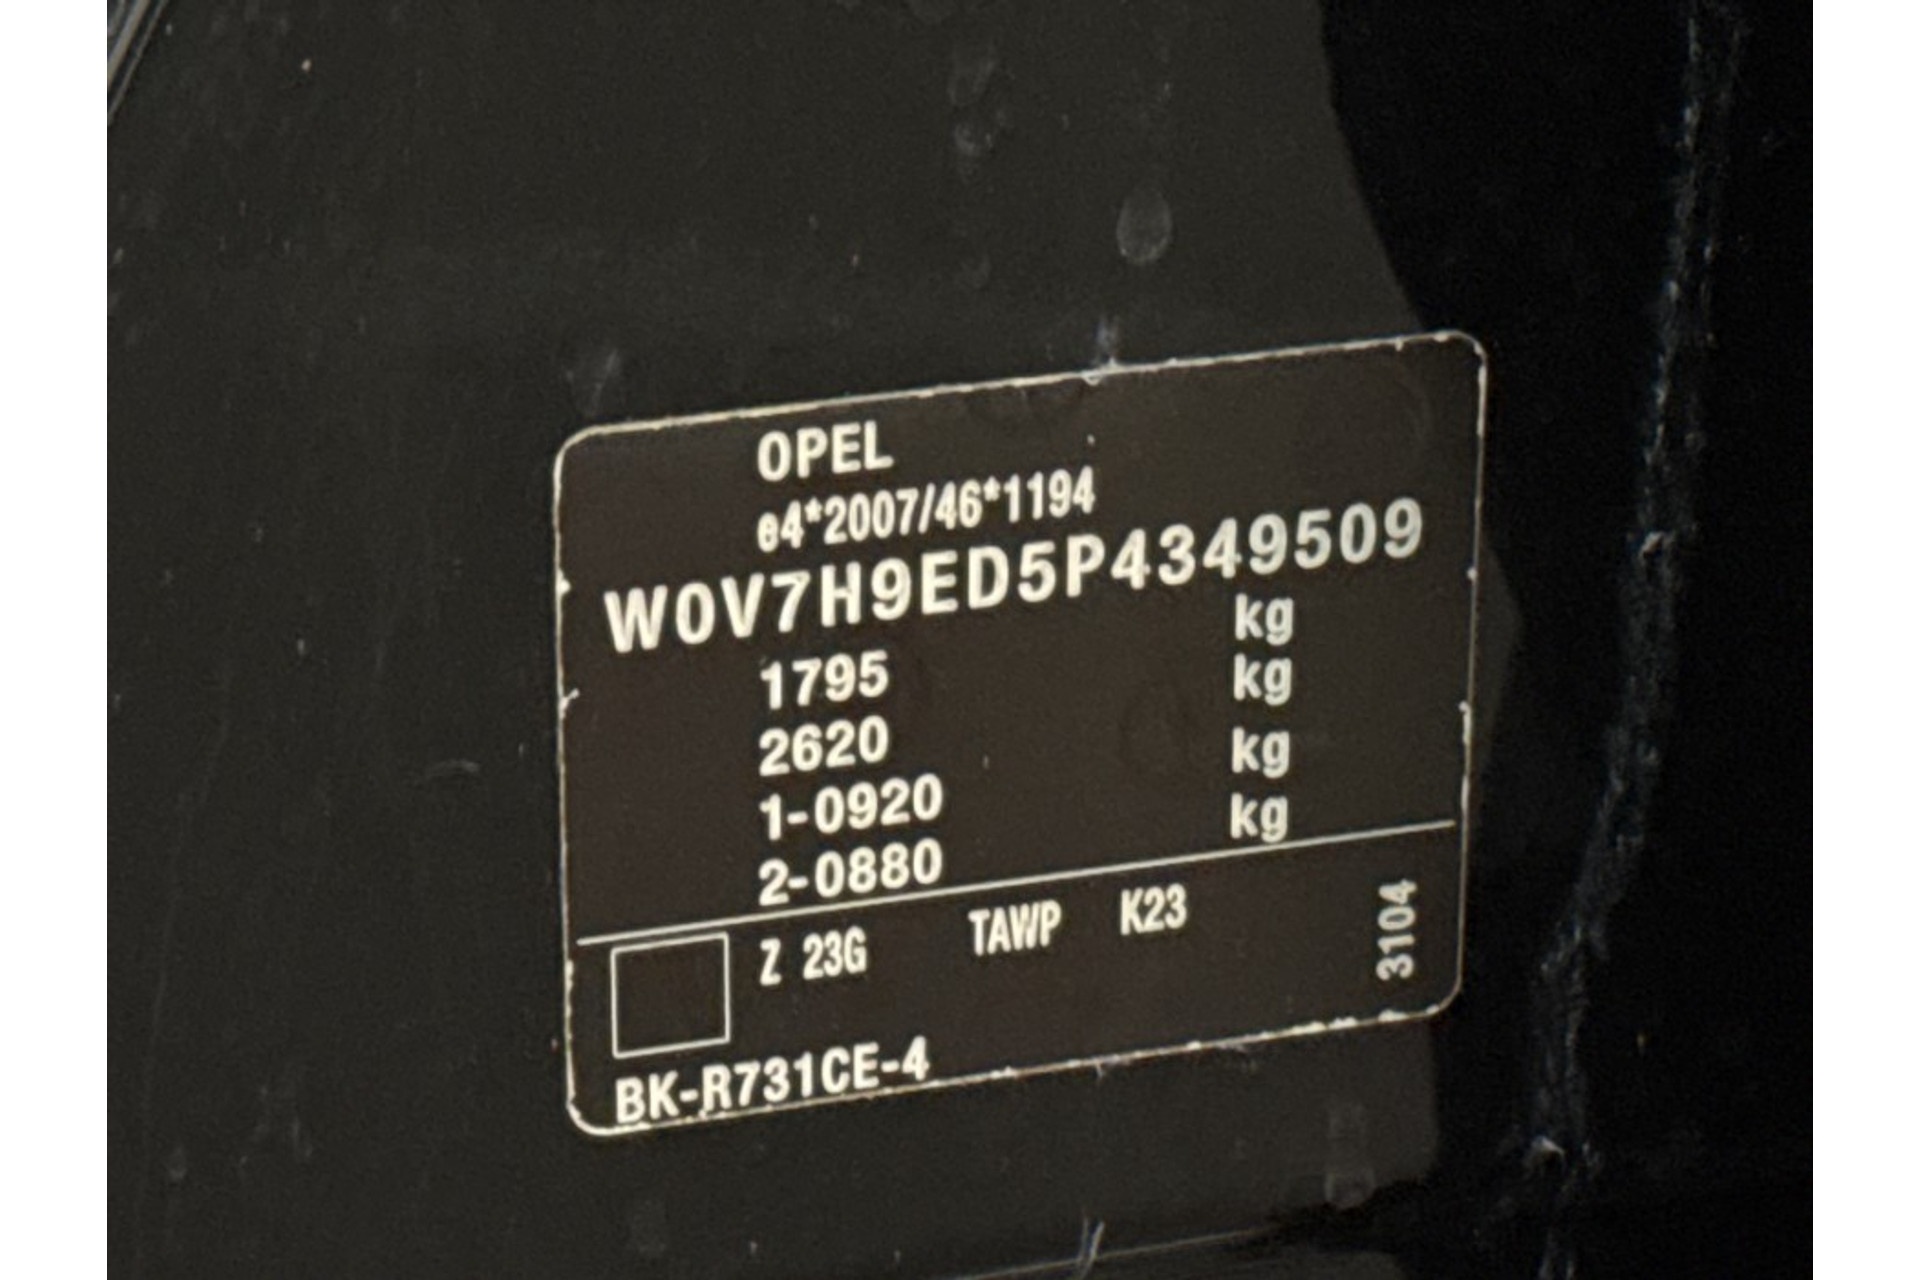 OPEL
e4*2007/46*1194
W0V7H9ED5P4349509
1795 kg
2620 kg
1-0920 kg
2-0880 kg
Z 23G TAWP K23
3104
BK-R731CE-4